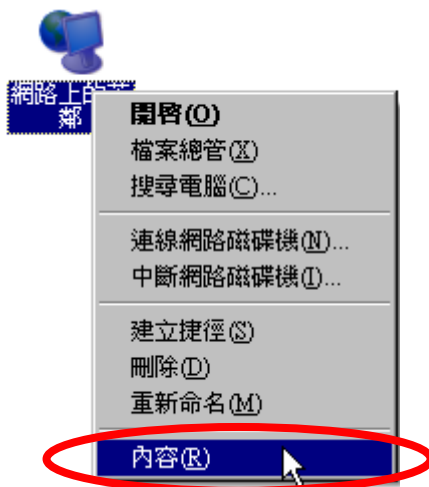 網路上的
鄰
開啓(O)
檔案總管(X)
搜尋電腦(C)...
連線網路磁碟機(N)...
中斷網路磁碟機(I)...
建立捷徑(S)
刪除(D)
重新命名(M)
內容(R)